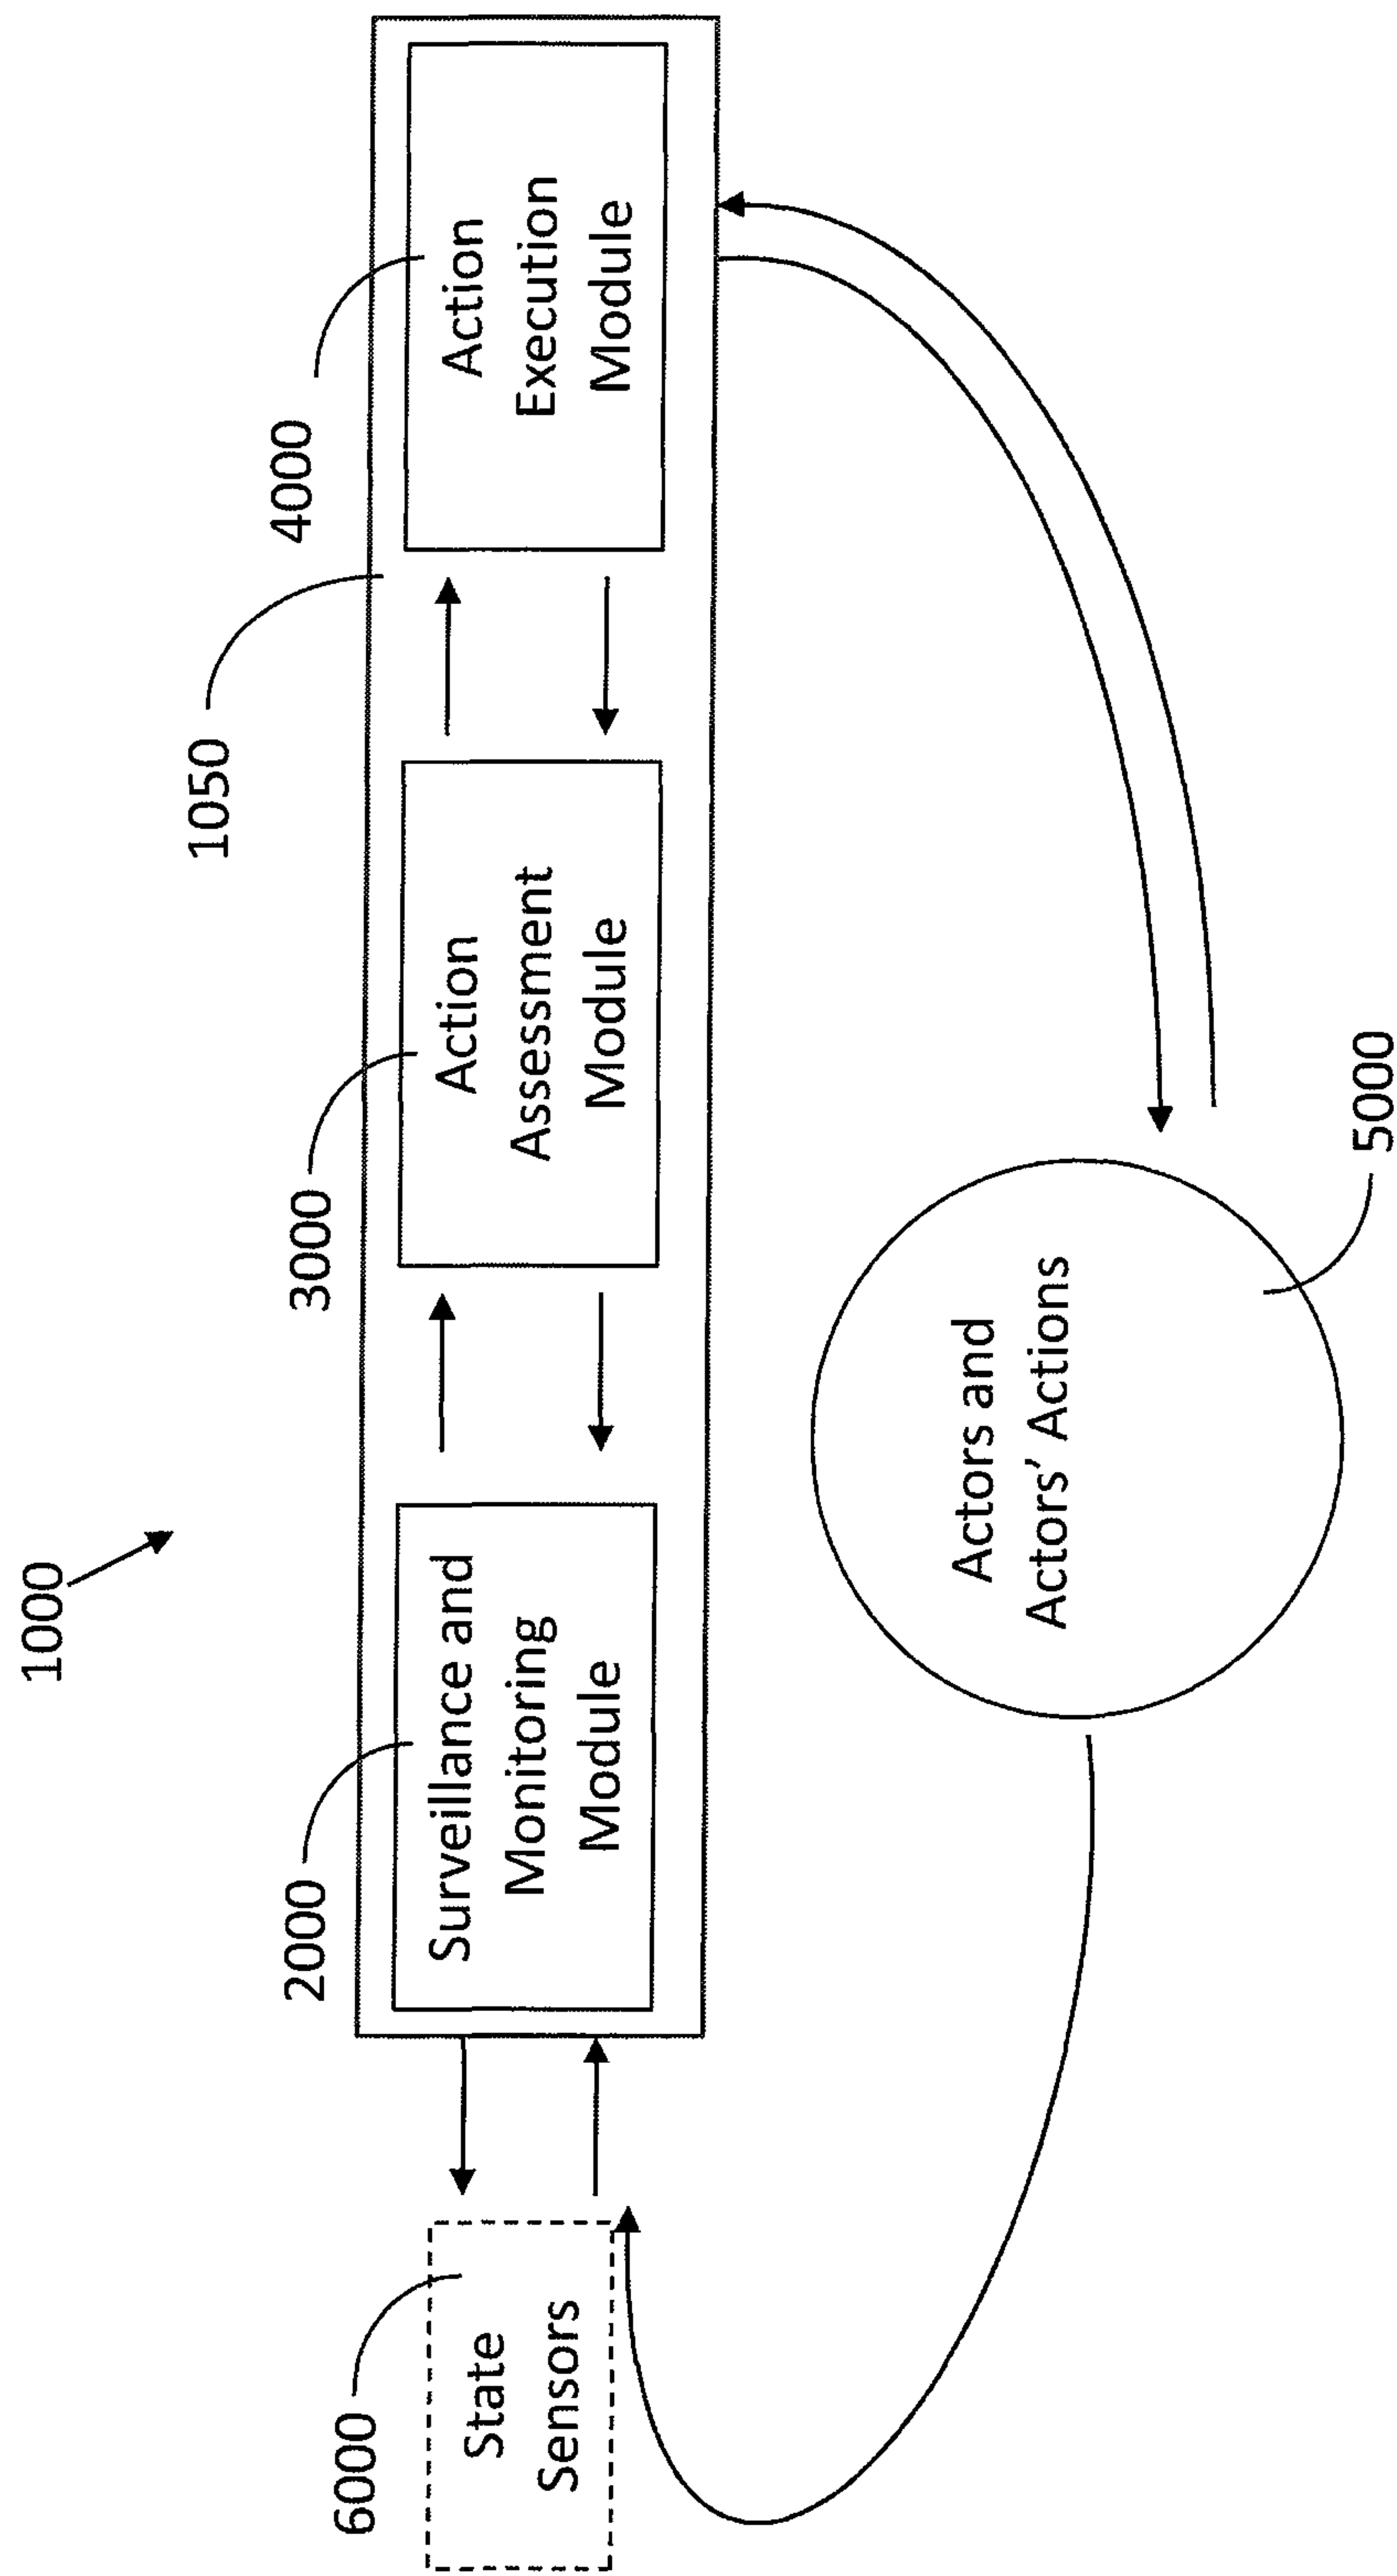 1000
1050
6000
State
Sensors
2000
Surveillance and
Monitoring
Module
3000
Action
Assessment
Module
4000
Action
Execution
Module
Actors and
Actors’ Actions
5000